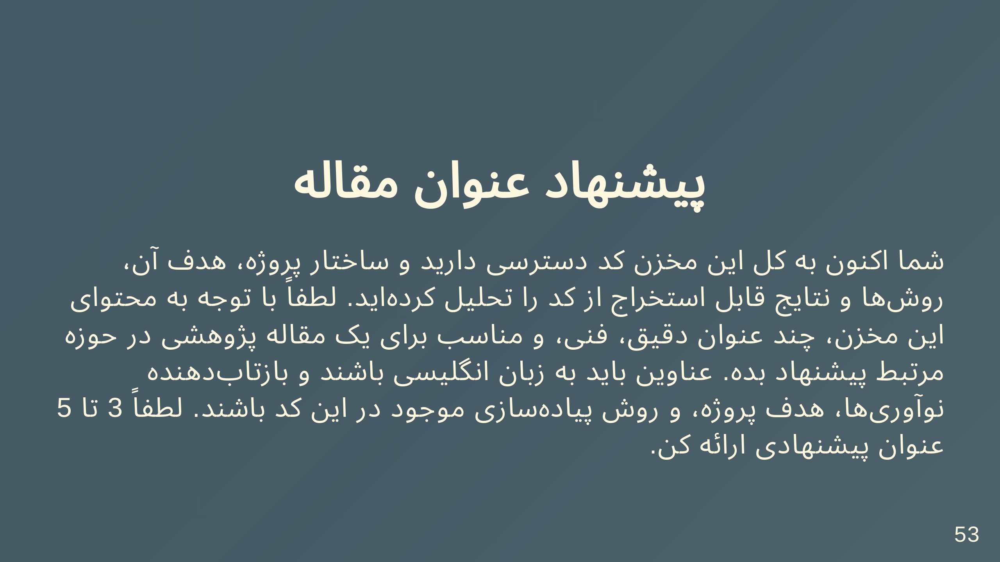 پیشنهاد عنوان مقاله
شما اکنون به کل این مخزن کد دسترسی دارید و ساختار پروژه، هدف آن،
روش‌ها و نتایج قابل استخراج از کد را تحلیل کرده‌اید. لطفاً با توجه به محتوای
این مخزن، چند عنوان دقیق، فنی، و مناسب برای یک مقاله پژوهشی در حوزه
مرتبط پیشنهاد بده. عناوین باید به زبان انگلیسی باشند و بازتاب‌دهنده
نوآوری‌ها، هدف پروژه، و روش پیاده‌سازی موجود در این کد باشند. لطفاً 3 تا 5
عنوان پیشنهادی ارائه کن.
53